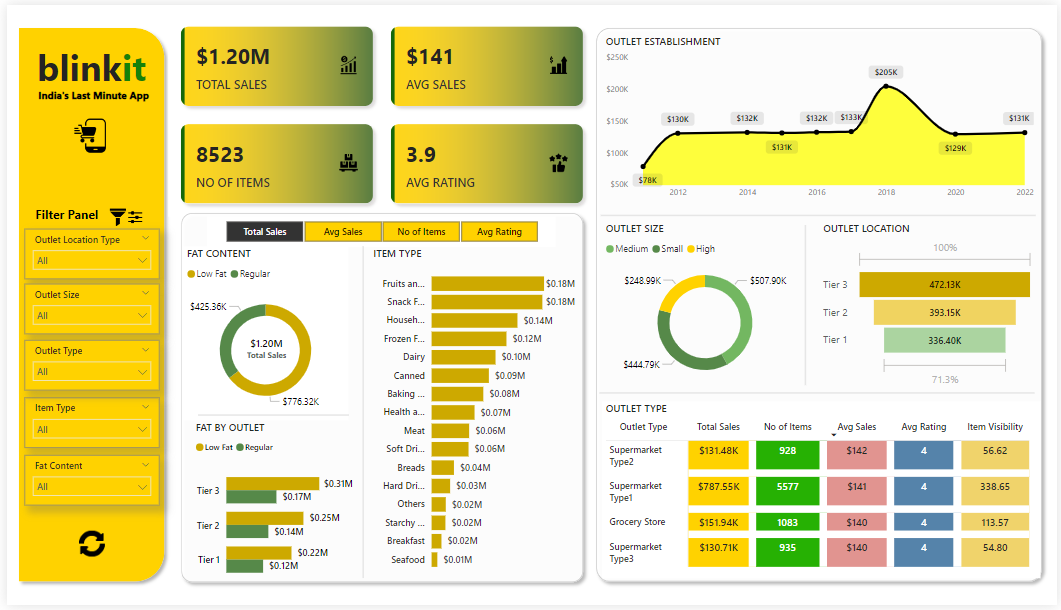 blinkit
India's Last Minute App
Filter Panel
Outlet Location Type
All
Outlet Size
All
Outlet Type
All
Item Type
All
Fat Content
All
$1.20M
TOTAL SALES
$141
AVG SALES
8523
NO OF ITEMS
3.9
AVG RATING
Total Sales
Avg Sales
No of Items
Avg Rating
FAT CONTENT
Low Fat
Regular
$425.36K
$1.20M
Total Sales
$776.32K
FAT BY OUTLET
Low Fat
Regular
Tier 3
$0.31M
$0.17M
Tier 2
$0.25M
$0.14M
Tier 1
$0.22M
$0.12M
ITEM TYPE
Fruits an... $0.18M
Snack F... $0.18M
Househ... $0.14M
Frozen F... $0.12M
Dairy $0.10M
Canned $0.09M
Baking ... $0.08M
Health a... $0.07M
Meat $0.06M
Soft Dri... $0.06M
Breads $0.04M
Hard Dri... $0.03M
Others $0.02M
Starchy ... $0.02M
Breakfast $0.02M
Seafood $0.01M
OUTLET ESTABLISHMENT
$250K
$200K
$150K
$100K
$50K
$78K
$130K
$132K
$131K
$132K
$133K
$205K
$129K
$131K
2012 2014 2016 2018 2020 2022
OUTLET SIZE
Medium Small High
$248.99K
$507.90K
$444.79K
OUTLET LOCATION
100%
Tier 3 472.13K
Tier 2 393.15K
Tier 1 336.40K
71.3%
OUTLET TYPE
Outlet Type Total Sales No of Items Avg Sales Avg Rating Item Visibility
Supermarket Type2 $131.48K 928 $142 4 56.62
Supermarket Type1 $787.55K 5577 $141 4 338.65
Grocery Store $151.94K 1083 $140 4 113.57
Supermarket Type3 $130.71K 935 $140 4 54.80